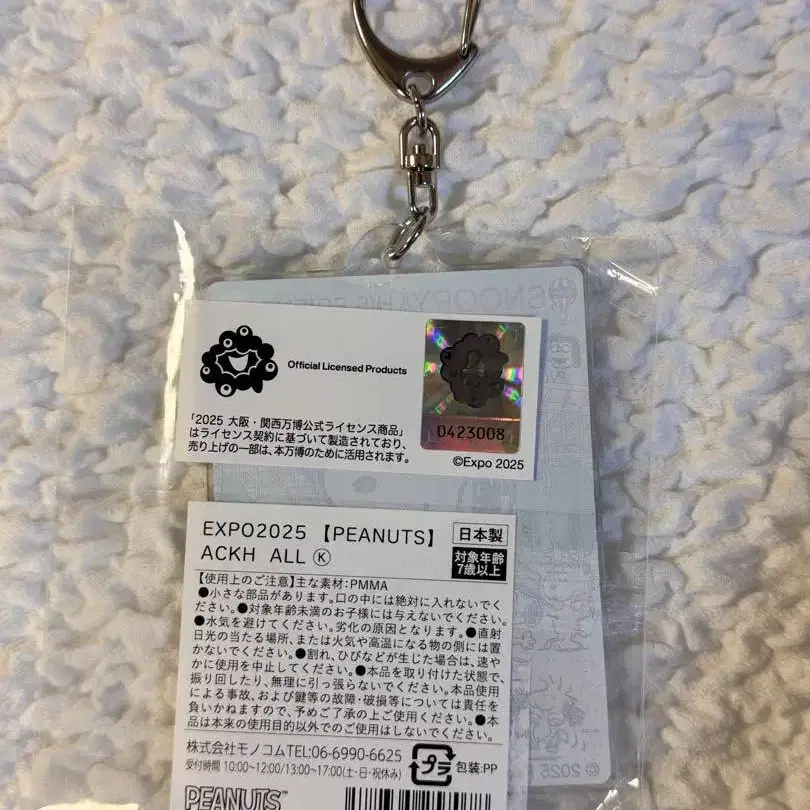 Official Licensed Products
「2025 大阪・関西万博公式ライセンス商品」
はライセンス契約に基づいて製造されており、
売り上げの一部は、本万博のために活用されます。
0423008
©Expo 2025
EXPO2025 【PEANUTS】 日本製
ACKH ALL Ⓚ 対象年齢
7歳以上
【使用上のご注意】主な素材:PMMA
●小さな部品があります。口の中には絶対に入れないでく
ださい。●対象年齢未満のお子様には与えないでください。
●水気を避けてください。劣化の原因となります。●直射
日光の当たる場所、または火気や高温になる物の側には置
かないでください。●割れ、ひびなどが生じた場合は、速や
かに使用を中止してください。●本品を取り付けた状態で、
振り回したり、無理に引っ張らないでください。本品使用
による事故、および鍵等の故障・破損等については責任を
負いかねますので、予めご了承の上ご使用ください。●本
品は本来の使用目的以外でのご使用はしないでください。
株式会社モノコムTEL:06-6990-6625
受付時間 10:00~12:00/13:00~17:00(土・日・祝休み)
プラ 包装:PP
PEANUTS™
© 2025